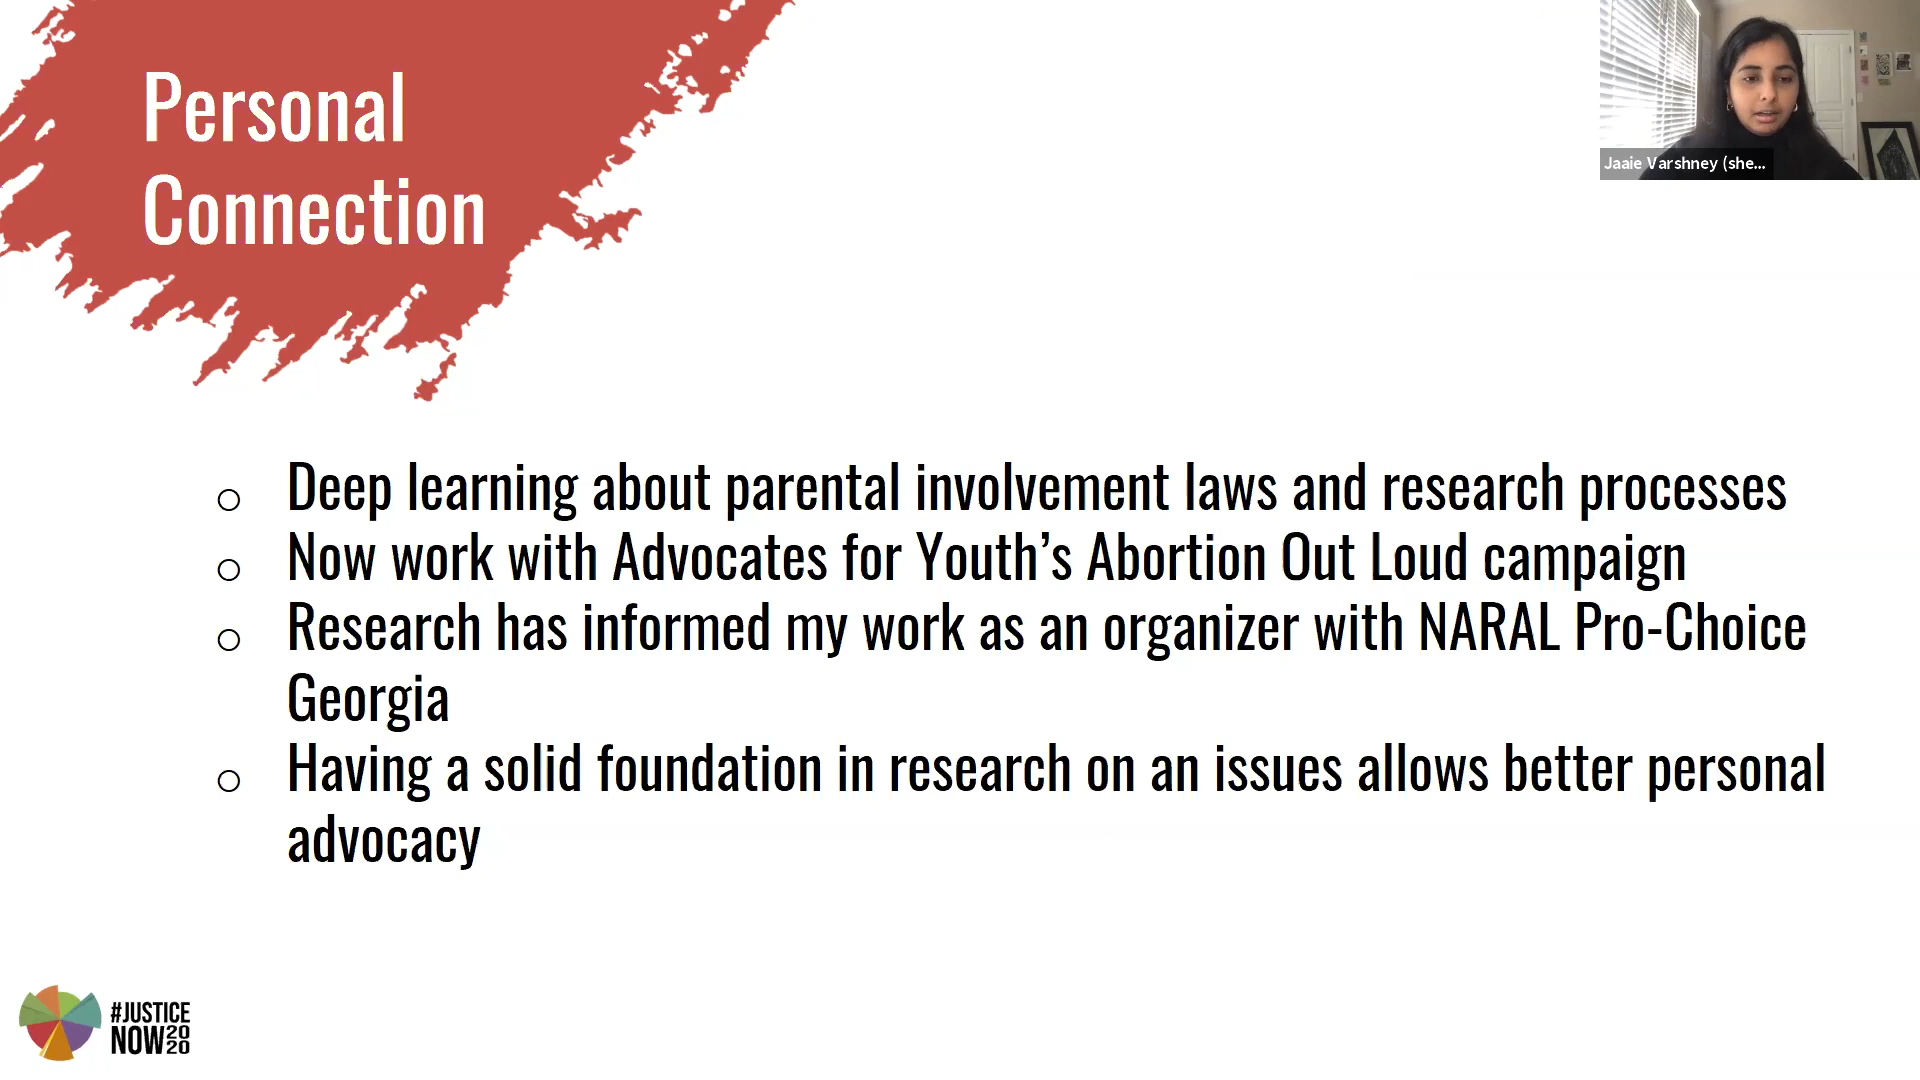 Personal
Connection
Jaaie Varshney (she...
Deep learning about parental involvement laws and research processes
Now work with Advocates for Youth’s Abortion Out Loud campaign
Research has informed my work as an organizer with NARAL Pro-Choice
Georgia
Having a solid foundation in research on an issues allows better personal
advocacy
#JUSTICE
NOW2020